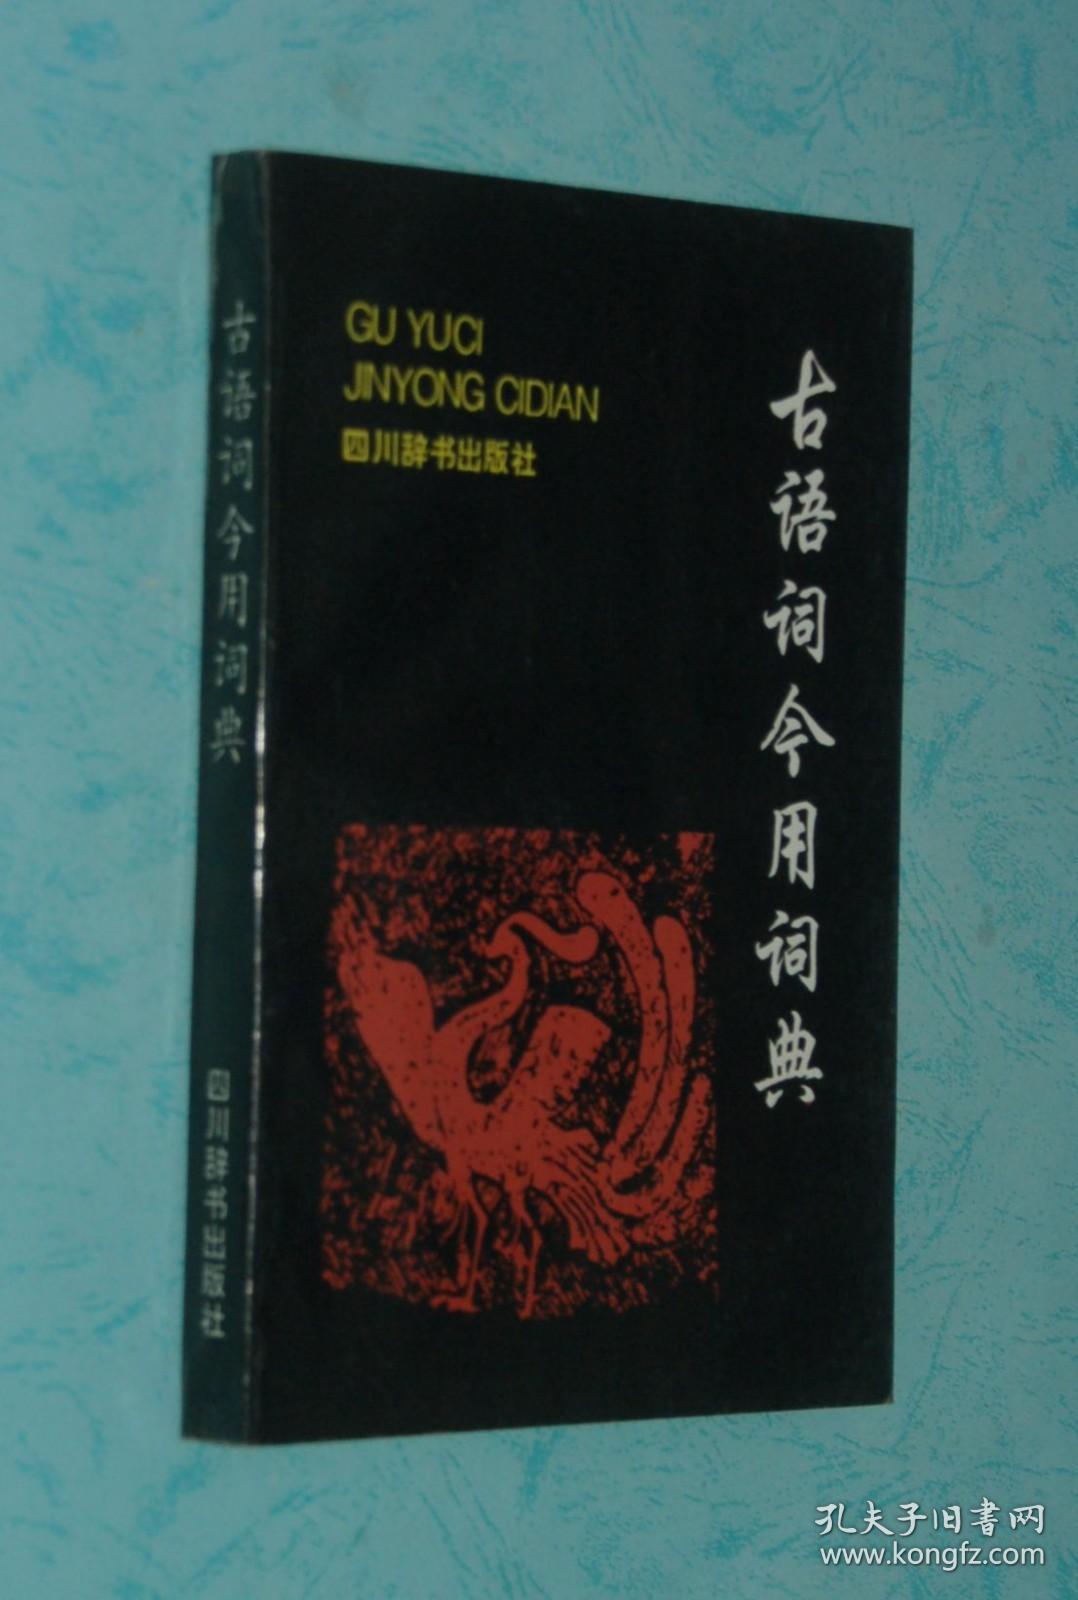 古语词今用词典
四川辞书出版社
GU YUCI
JINYONG CIDIAN
四川辞书出版社
古语词今用词典
孔夫子旧書网
www.kongfz.com